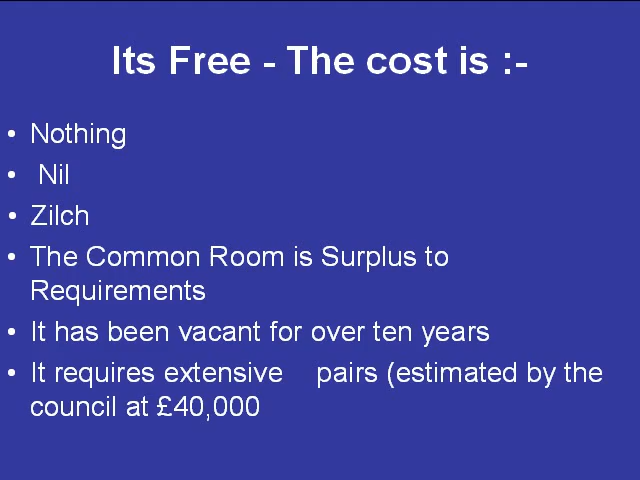 Its Free - The cost is :-
• Nothing
• Nil
• Zilch
• The Common Room is Surplus to
Requirements
• It has been vacant for over ten years
• It requires extensive pairs (estimated by the
council at £40,000